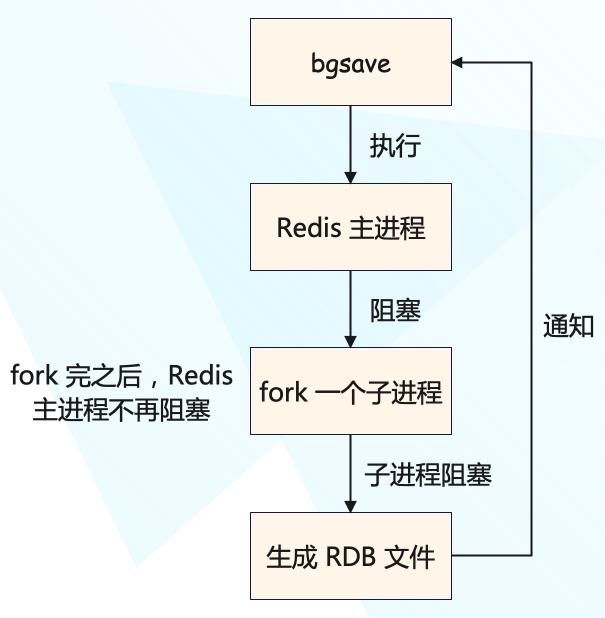 bgsave
执行
Redis 主进程
阻塞
通知
fork 完之后，Redis
主进程不再阻塞
fork 一个子进程
子进程阻塞
生成 RDB 文件